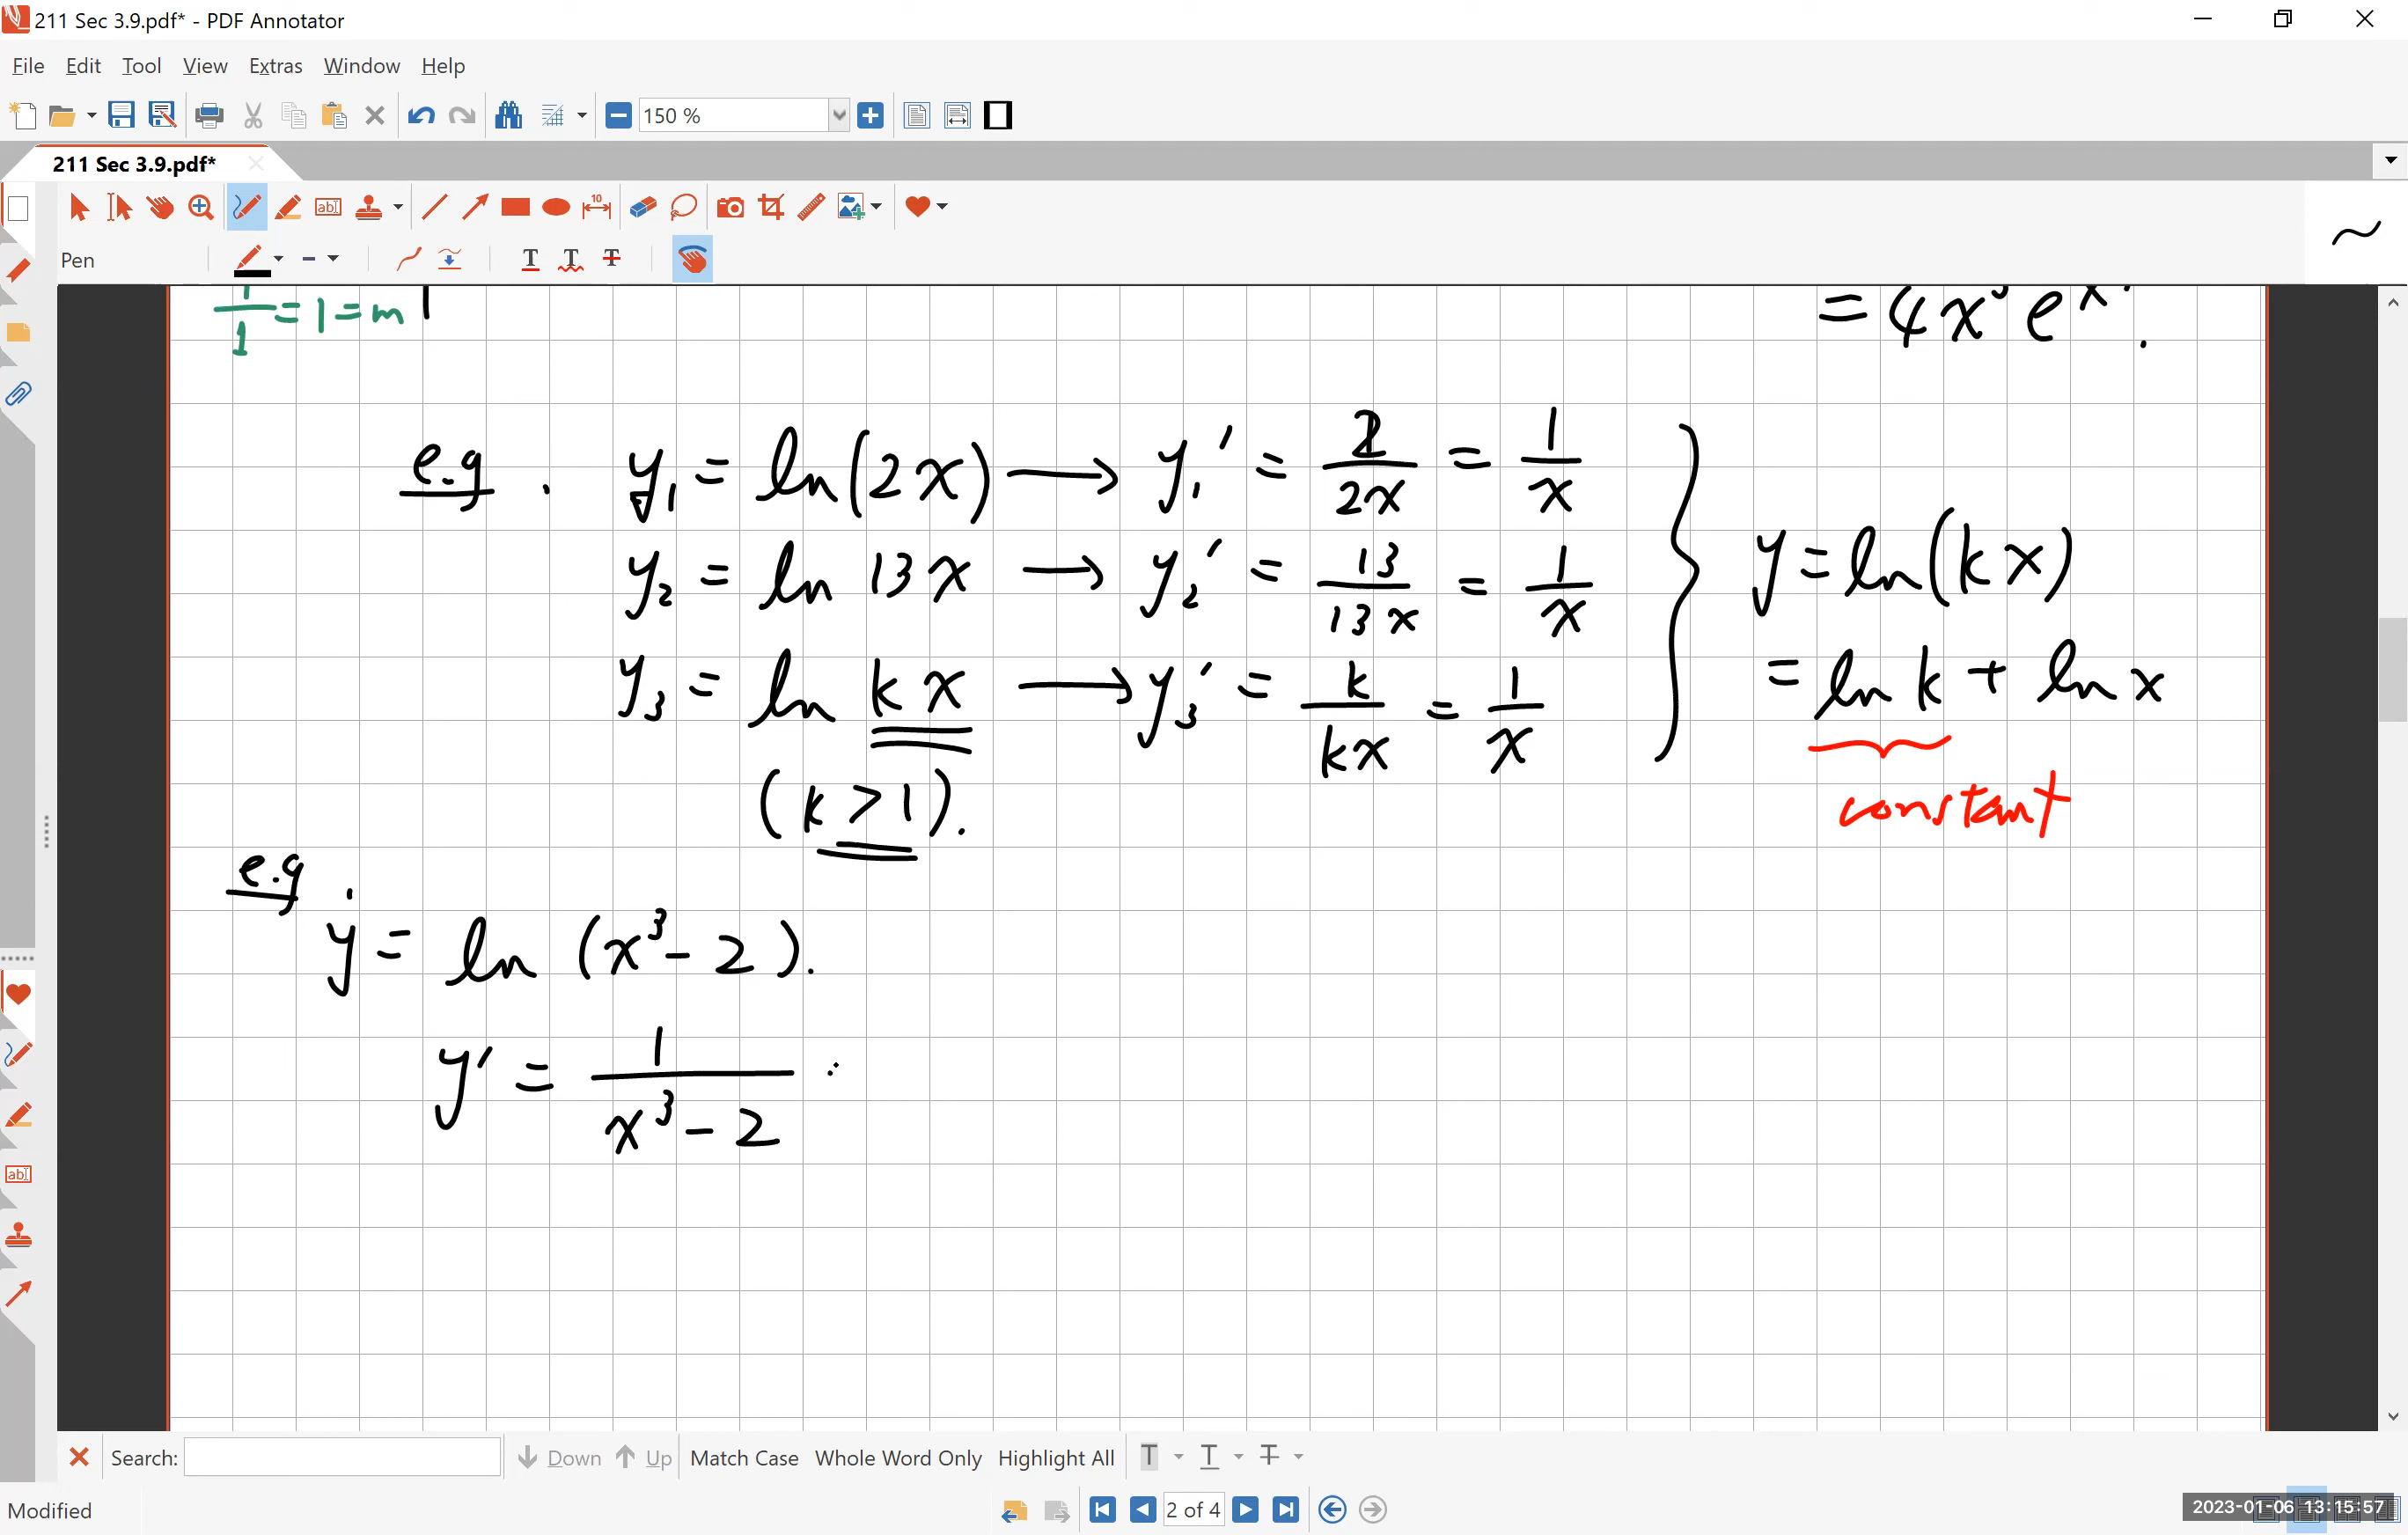 211 Sec 3.9.pdf* - PDF Annotator
File Edit Tool View Extras Window Help
150 %
211 Sec 3.9.pdf*
Pen
1/1 = 1 = m
= 4x³ e^x
e.g. y₁ = ln(2x) → y₁' = 2/2x = 1/x
y₂ = ln 13x → y₂' = 13/13x = 1/x
y₃ = ln kx → y₃' = k/kx = 1/x
(k > 1).
y = ln(kx)
= ln k + ln x
constant
e.g.
y = ln (x³ - 2).
y' = 1/(x³ - 2) ·
Search: Down Up Match Case Whole Word Only Highlight All
Modified 2 of 4 2023-01-06 13:15:57